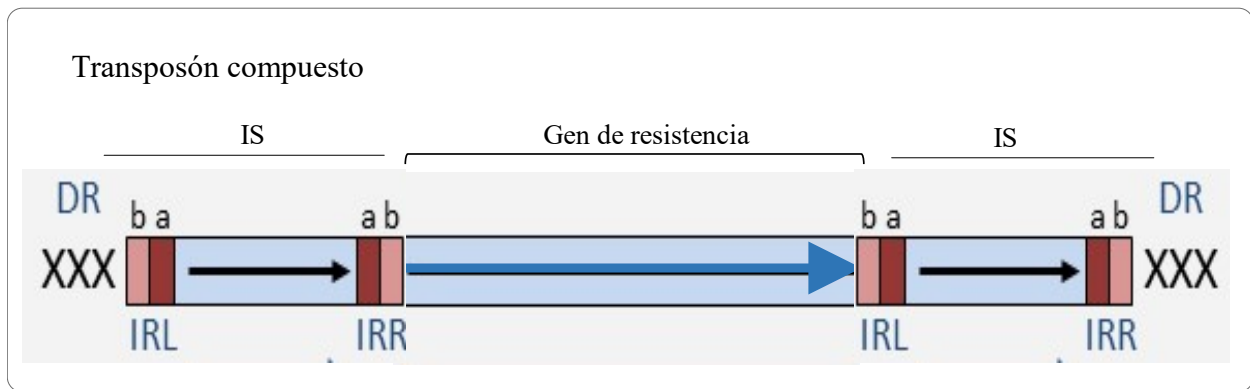 Transposón compuesto
IS Gen de resistencia IS
DR b a a b b a a b DR
XXX XXX
IRL IRR IRL IRR